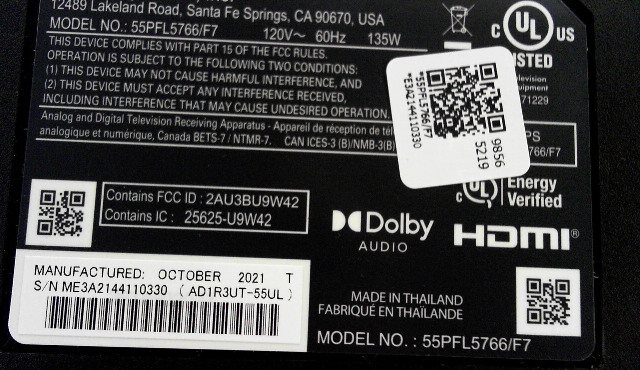 12489 Lakeland Road, Santa Fe Springs, CA 90670, USA
MODEL NO.: 55PFL5766/F7 120V~ 60Hz 135W
THIS DEVICE COMPLIES WITH PART 15 OF THE FCC RULES.
OPERATION IS SUBJECT TO THE FOLLOWING TWO CONDITIONS:
(1) THIS DEVICE MAY NOT CAUSE HARMFUL INTERFERENCE, AND
(2) THIS DEVICE MUST ACCEPT ANY INTERFERENCE RECEIVED,
INCLUDING INTERFERENCE THAT MAY CAUSE UNDESIRED OPERATION.
Analog and Digital Television Receiving Apparatus - Appareil de réception de
analogique et numérique, Canada BETS-7 / NTMR-7. CAN ICES-3 (B)/NMB-3(B)
C UL US
*55PFL5766/F7
*E3A2144110330
9856
5219
5766/F7
Contains FCC ID : 2AU3BU9W42
Contains IC : 25625-U9W42
C UL Energy
Verified
Dolby
AUDIO
HDMI®
MANUFACTURED: OCTOBER 2021 T
S/N ME3A2144110330 ( AD1R3UT-55UL )
MADE IN THAILAND
FABRIQUÉ EN THAÏLANDE
MODEL NO. : 55PFL5766/F7